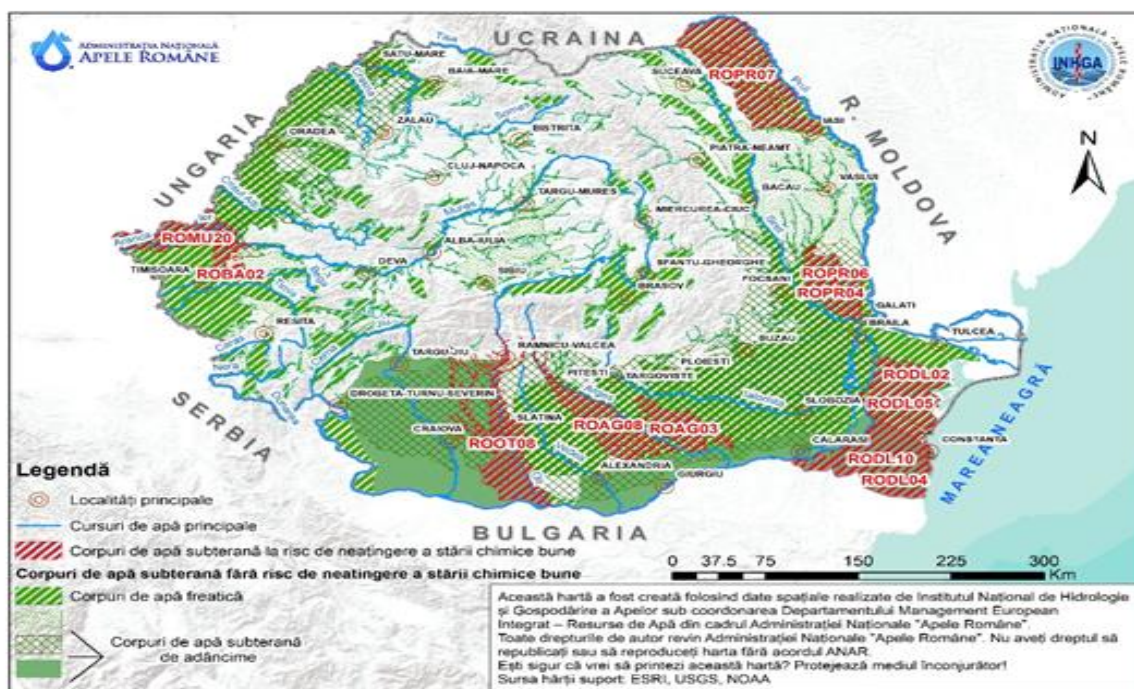 ADMINISTRAȚIA NAȚIONALĂ
APELE ROMÂNE
UCRAINA
UNGARIA
R. MOLDOVA
SERBIA
BULGARIA
MAREA NEAGRĂ
INHGA
ADMINISTRAȚIA NAȚIONALĂ "APELE ROMÂNE"
N
Tisa
SATU-MARE
BAIA-MARE
SUCEAVA
ROPR07
Prut
IASI
ZALAU
ORADEA
BISTRITA
PIATRA-NEAMT
CLUJ-NAPOCA
VASLUI
BACAU
TARGU-MURES
Mures
MIERCUREA-CIUC
Siret
ROMU20
ALBA-IULIA
DEVA
SFANTU-GHEORGHE
TIMISOARA
ROBA02
SIBIU
BRASOV
FOCSANI
ROPR06
ROPR04
GALATI
BRAILA
TULCEA
RESITA
BUZAU
RAMNICU-VALCEA
TARGU-JIU
PLOIESTI
PITESTI
TARGOVISTE
RODL02
DROBETA-TURNU-SEVERIN
Ialomita
SLOBOZIA
RODL05
SLATINA
ROAG08
ROAG03
CRAIOVA
ROOT08
CALARASI
CONSTANTA
RODL10
ALEXANDRIA
GIURGIU
RODL04
Legendă
Localități principale
Cursuri de apă principale
Corpuri de apă subterană la risc de neatingere a stării chimice bune
Corpuri de apă subterană fără risc de neatingere a stării chimice bune
Corpuri de apă freatică
Corpuri de apă subterană
de adâncime
0 37.5 75 150 225 300
Km
Această hartă a fost creată folosind date spațiale realizate de Institutul Național de Hidrologie
și Gospodărire a Apelor sub coordonarea Departamentului Management European
Integrat – Resurse de Apă din cadrul Administrației Naționale "Apele Române".
Toate drepturile de autor revin Administrației Naționale "Apele Române". Nu aveți dreptul să
republicați sau să reproduceți harta fără acordul ANAR.
Ești sigur că vrei să printezi această hartă? Protejează mediul înconjurător!
Sursa hărții suport: ESRI, USGS, NOAA